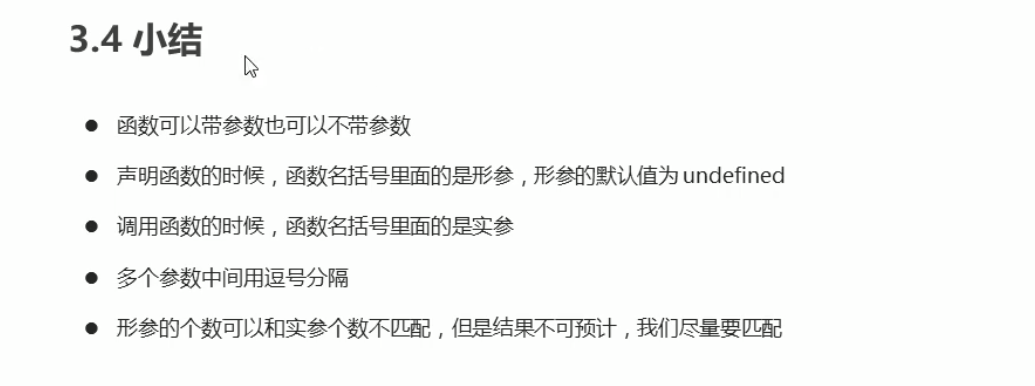 3.4 小结
● 函数可以带参数也可以不带参数
● 声明函数的时候，函数名括号里面的是形参，形参的默认值为 undefined
● 调用函数的时候，函数名括号里面的是实参
● 多个参数中间用逗号分隔
● 形参的个数可以和实参个数不匹配，但是结果不可预计，我们尽量要匹配